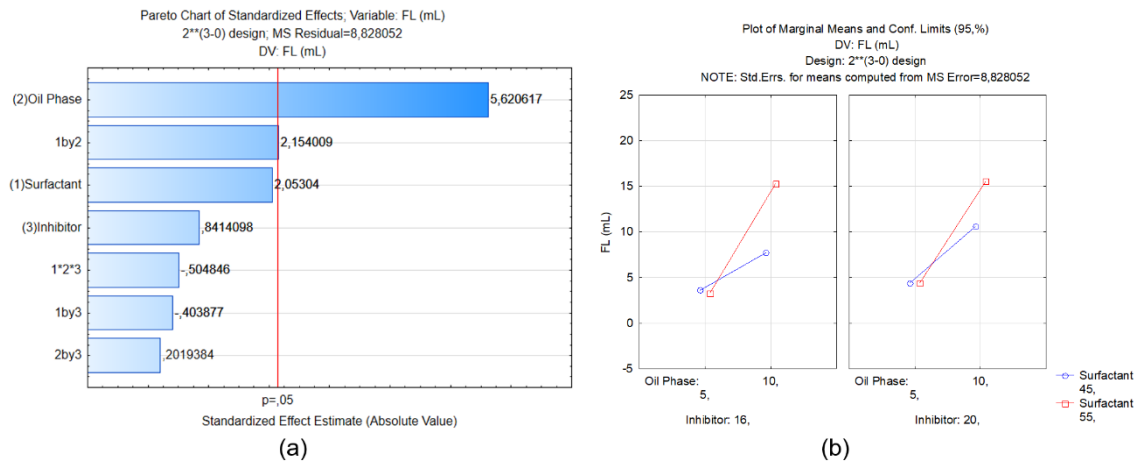 Pareto Chart of Standardized Effects; Variable: FL (mL)
2**(3-0) design; MS Residual=8,828052
DV: FL (mL)
(2)Oil Phase
5,620617
1by2
2,154009
(1)Surfactant
2,05304
(3)Inhibitor
,8414098
1*2*3
-,504846
1by3
-,403877
2by3
,2019384
p=,05
Standardized Effect Estimate (Absolute Value)
(a)
Plot of Marginal Means and Conf. Limits (95,%)
DV: FL (mL)
Design: 2**(3-0) design
NOTE: Std.Errs. for means computed from MS Error=8,828052
25
20
15
10
5
0
-5
FL (mL)
Oil Phase: 10,
5,
Inhibitor: 16,
Oil Phase: 10,
5,
Inhibitor: 20,
Surfactant
45,
Surfactant
55,
(b)